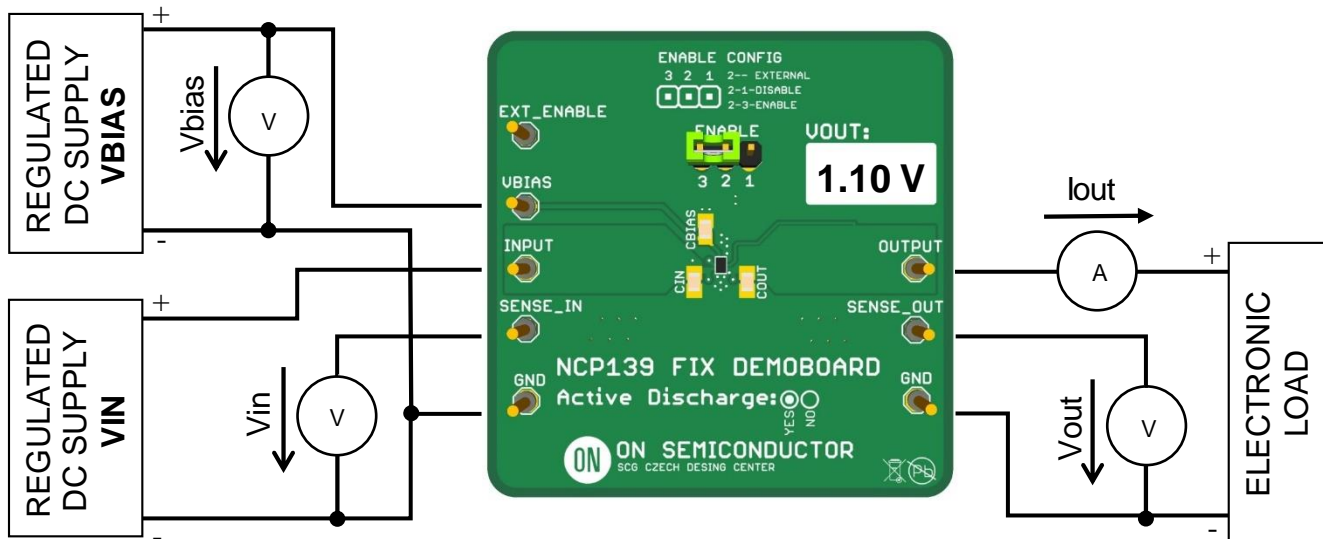 +
REGULATED
DC SUPPLY
VBIAS
-
Vbias
V
+
REGULATED
DC SUPPLY
VIN
-
Vin
V
ENABLE CONFIG
3 2 1
2-- EXTERNAL
2-1-DISABLE
2-3-ENABLE
EXT_ENABLE
ENABLE
3 2 1
VOUT:
1.10 V
VBIAS
CBIAS
INPUT
OUTPUT
CIN
COUT
SENSE_IN
SENSE_OUT
NCP139 FIX DEMOBOARD
GND
GND
Active Discharge:
YES
NO
ON
ON SEMICONDUCTOR
SCG CZECH DESING CENTER
Pb
Iout
A
+
Vout
V
ELECTRONIC
LOAD
-